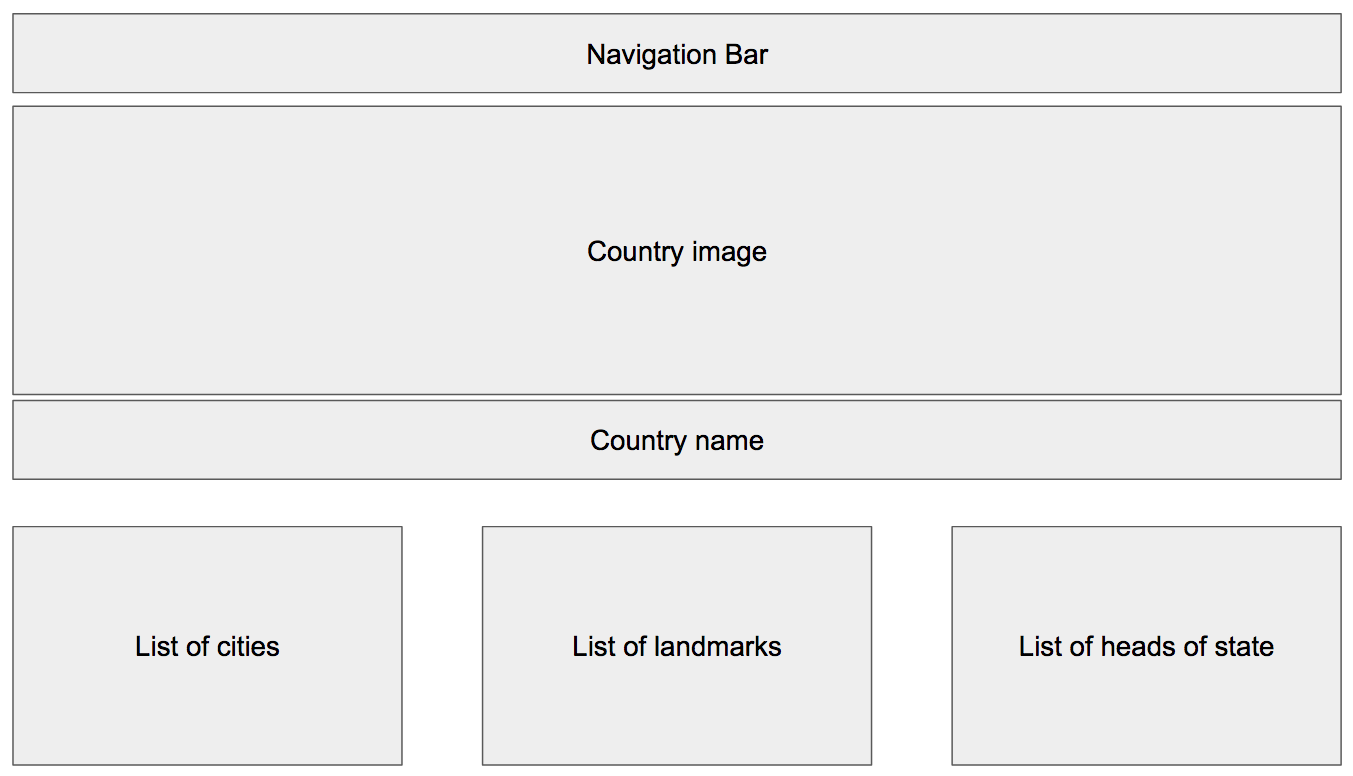 Navigation Bar
Country image
Country name
List of cities
List of landmarks
List of heads of state